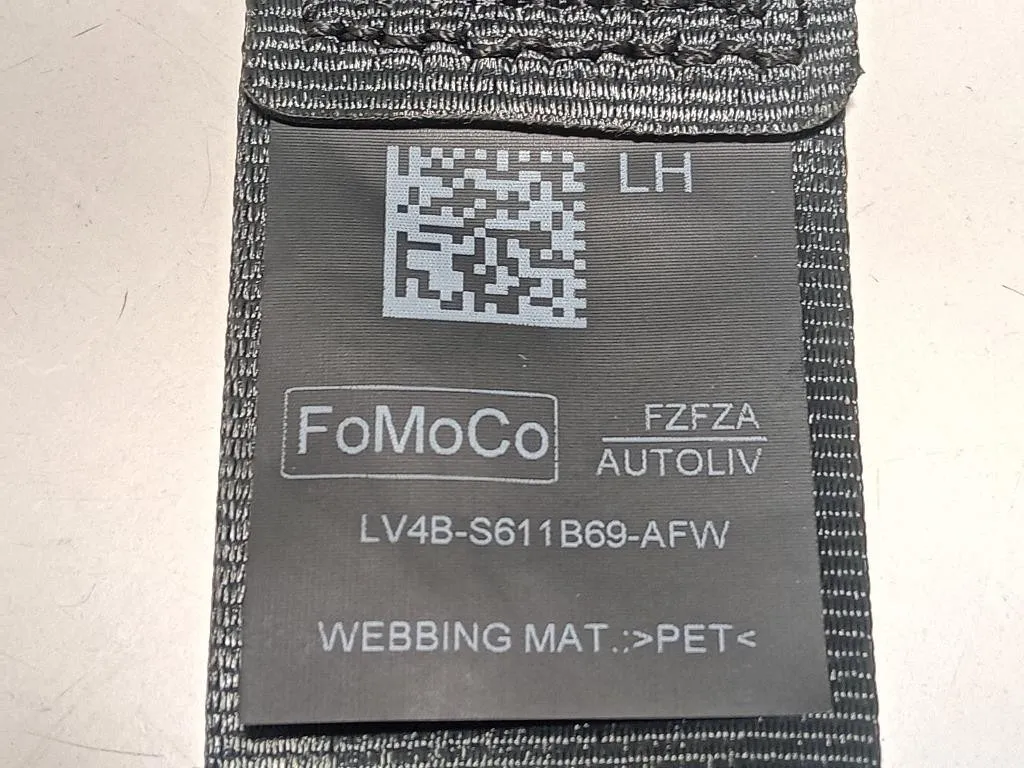 LH
FoMoCo
FZFZA
AUTOLIV
LV4B-S611B69-AFW
WEBBING MAT.:>PET<